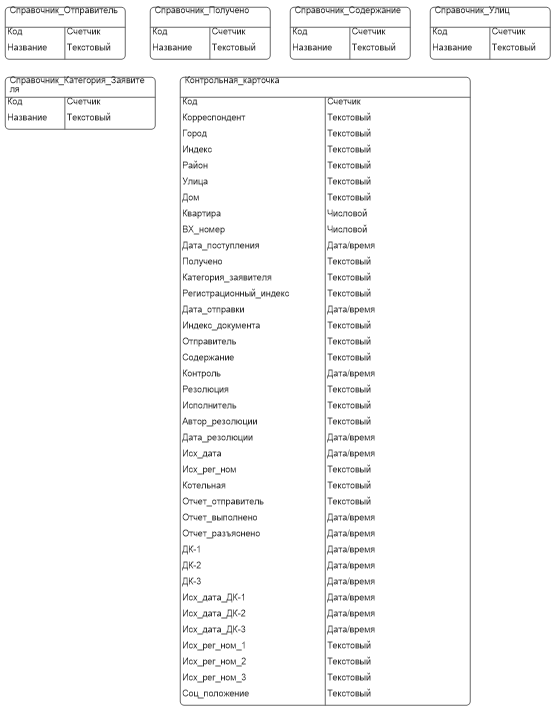 Справочник_Отправитель
Код Счетчик
Название Текстовый
Справочник_Получено
Код Счетчик
Название Текстовый
Справочник_Содержание
Код Счетчик
Название Текстовый
Справочник_Улиц
Код Счетчик
Название Текстовый
Справочник_Категория_Заявите
ля
Код Счетчик
Название Текстовый
Контрольная_карточка
Код Счетчик
Корреспондент Текстовый
Город Текстовый
Индекс Текстовый
Район Текстовый
Улица Текстовый
Дом Текстовый
Квартира Числовой
ВХ_номер Числовой
Дата_поступления Дата/время
Получено Текстовый
Категория_заявителя Текстовый
Регистрационный_индекс Текстовый
Дата_отправки Дата/время
Индекс_документа Текстовый
Отправитель Текстовый
Содержание Текстовый
Контроль Дата/время
Резолюция Текстовый
Исполнитель Текстовый
Автор_резолюции Текстовый
Дата_резолюции Дата/время
Исх_дата Дата/время
Исх_рег_ном Текстовый
Котельная Текстовый
Отчет_отправитель Текстовый
Отчет_выполнено Дата/время
Отчет_разъяснено Дата/время
ДК-1 Дата/время
ДК-2 Дата/время
ДК-3 Дата/время
Исх_дата_ДК-1 Дата/время
Исх_дата_ДК-2 Дата/время
Исх_дата_ДК-3 Дата/время
Исх_рег_ном_1 Текстовый
Исх_рег_ном_2 Текстовый
Исх_рег_ном_3 Текстовый
Соц_положение Текстовый